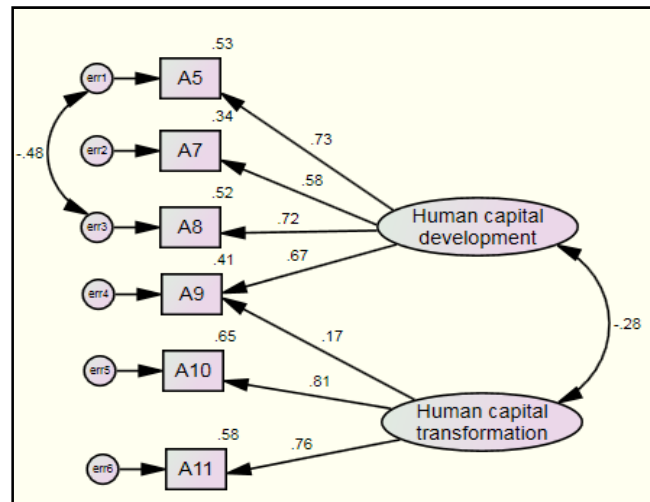 .53
err1
A5
.34
.73
-.48
err2
A7
.58
.52
err3
A8
.72
Human capital
development
.41
.67
err4
A9
.17
-.28
.65
err5
A10
.81
Human capital
transformation
.58
.76
err6
A11